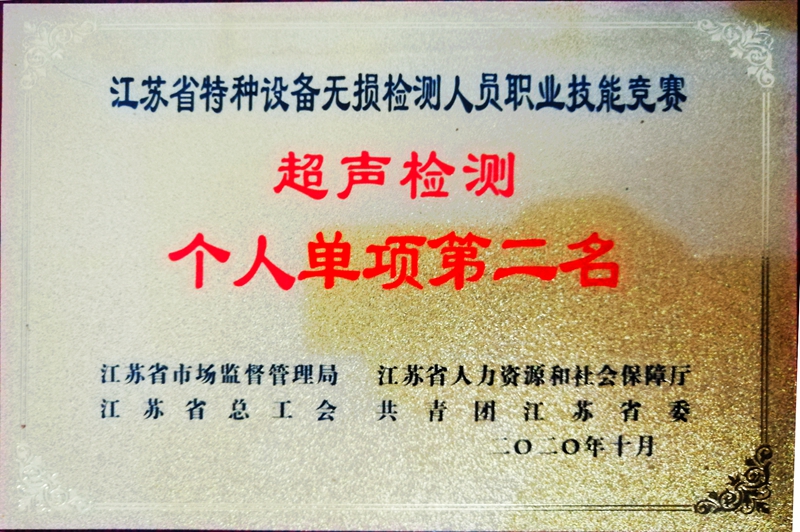 江苏省特种设备无损检测人员职业技能竞赛
超声检测
个人单项第二名
江苏省市场监督管理局 江苏省人力资源和社会保障厅
江苏省总工会 共青团江苏省委
二〇二〇年十月